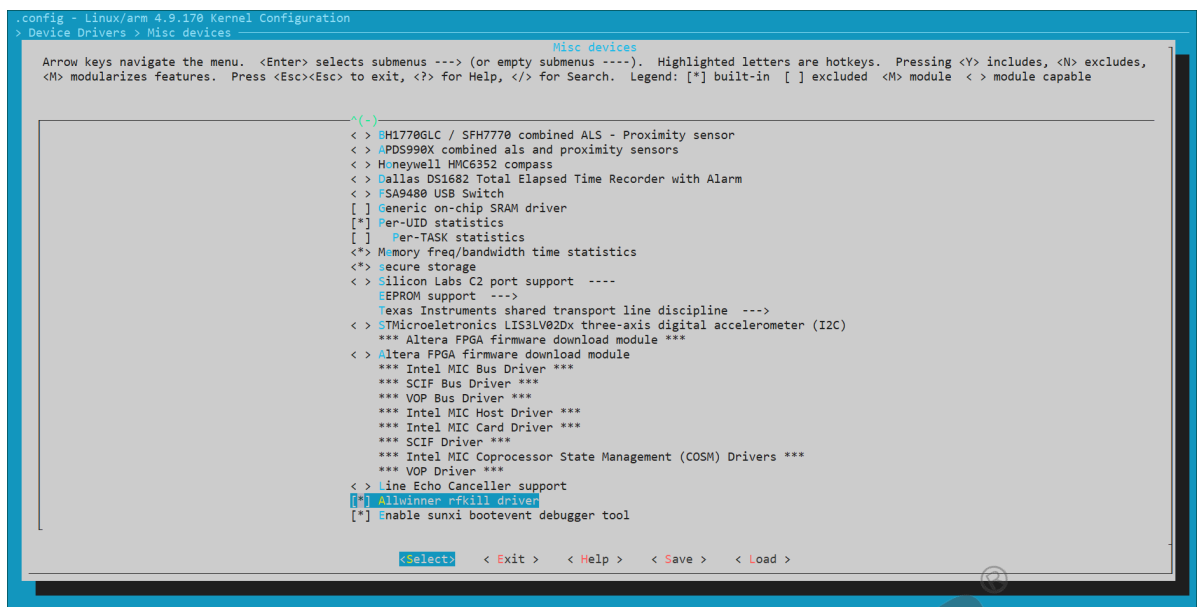 .config - Linux/arm 4.9.170 Kernel Configuration
> Device Drivers > Misc devices
Misc devices
Arrow keys navigate the menu.  <Enter> selects submenus ---> (or empty submenus ----).  Highlighted letters are hotkeys.  Pressing <Y> includes, <N> excludes,
<M> modularizes features.  Press <Esc><Esc> to exit, <?> for Help, </> for Search.  Legend: [*] built-in  [ ] excluded  <M> module  < > module capable
^(-)
< > BH1770GLC / SFH7770 combined ALS - Proximity sensor
< > APDS990X combined als and proximity sensors
< > Honeywell HMC6352 compass
< > Dallas DS1682 Total Elapsed Time Recorder with Alarm
< > FSA9480 USB Switch
[ ] Generic on-chip SRAM driver
[*] Per-UID statistics
[ ]   Per-TASK statistics
<*> Memory freq/bandwidth time statistics
<*> secure storage
< > Silicon Labs C2 port support  ----
EEPROM support  --->
Texas Instruments shared transport line discipline  --->
< > STMicroeletronics LIS3LV02Dx three-axis digital accelerometer (I2C)
*** Altera FPGA firmware download module ***
< > Altera FPGA firmware download module
*** Intel MIC Bus Driver ***
*** SCIF Bus Driver ***
*** VOP Bus Driver ***
*** Intel MIC Host Driver ***
*** Intel MIC Card Driver ***
*** SCIF Driver ***
*** Intel MIC Coprocessor State Management (COSM) Drivers ***
*** VOP Driver ***
< > Line Echo Canceller support
[*] Allwinner rfkill driver
[*] Enable sunxi bootevent debugger tool
<Select>    < Exit >    < Help >    < Save >    < Load >
®